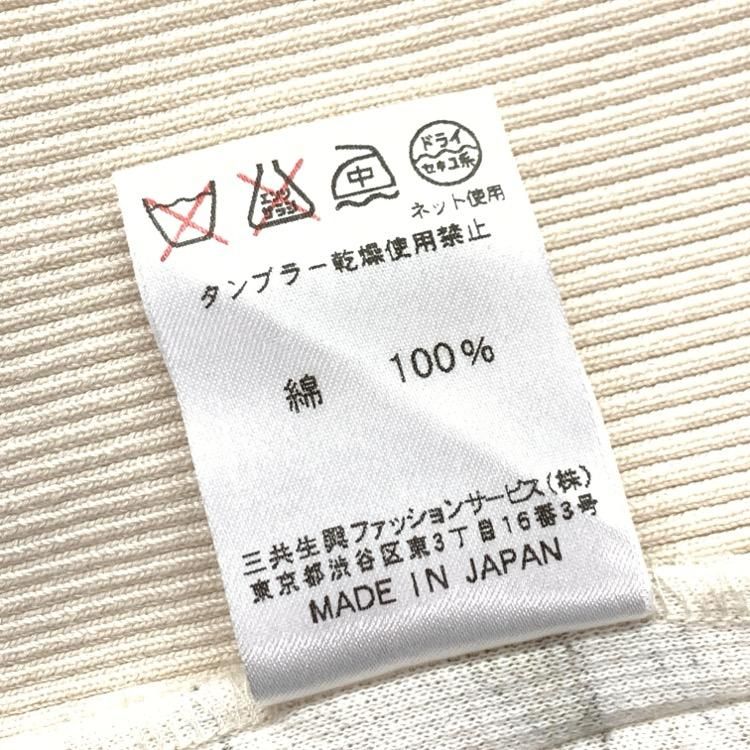 エンソ サラシ 中 ドライ セキユ系
ネット使用
タンブラー乾燥使用禁止
綿 100%
三共生興ファッションサービス(株)
東京都渋谷区東3丁目16番3号
MADE IN JAPAN